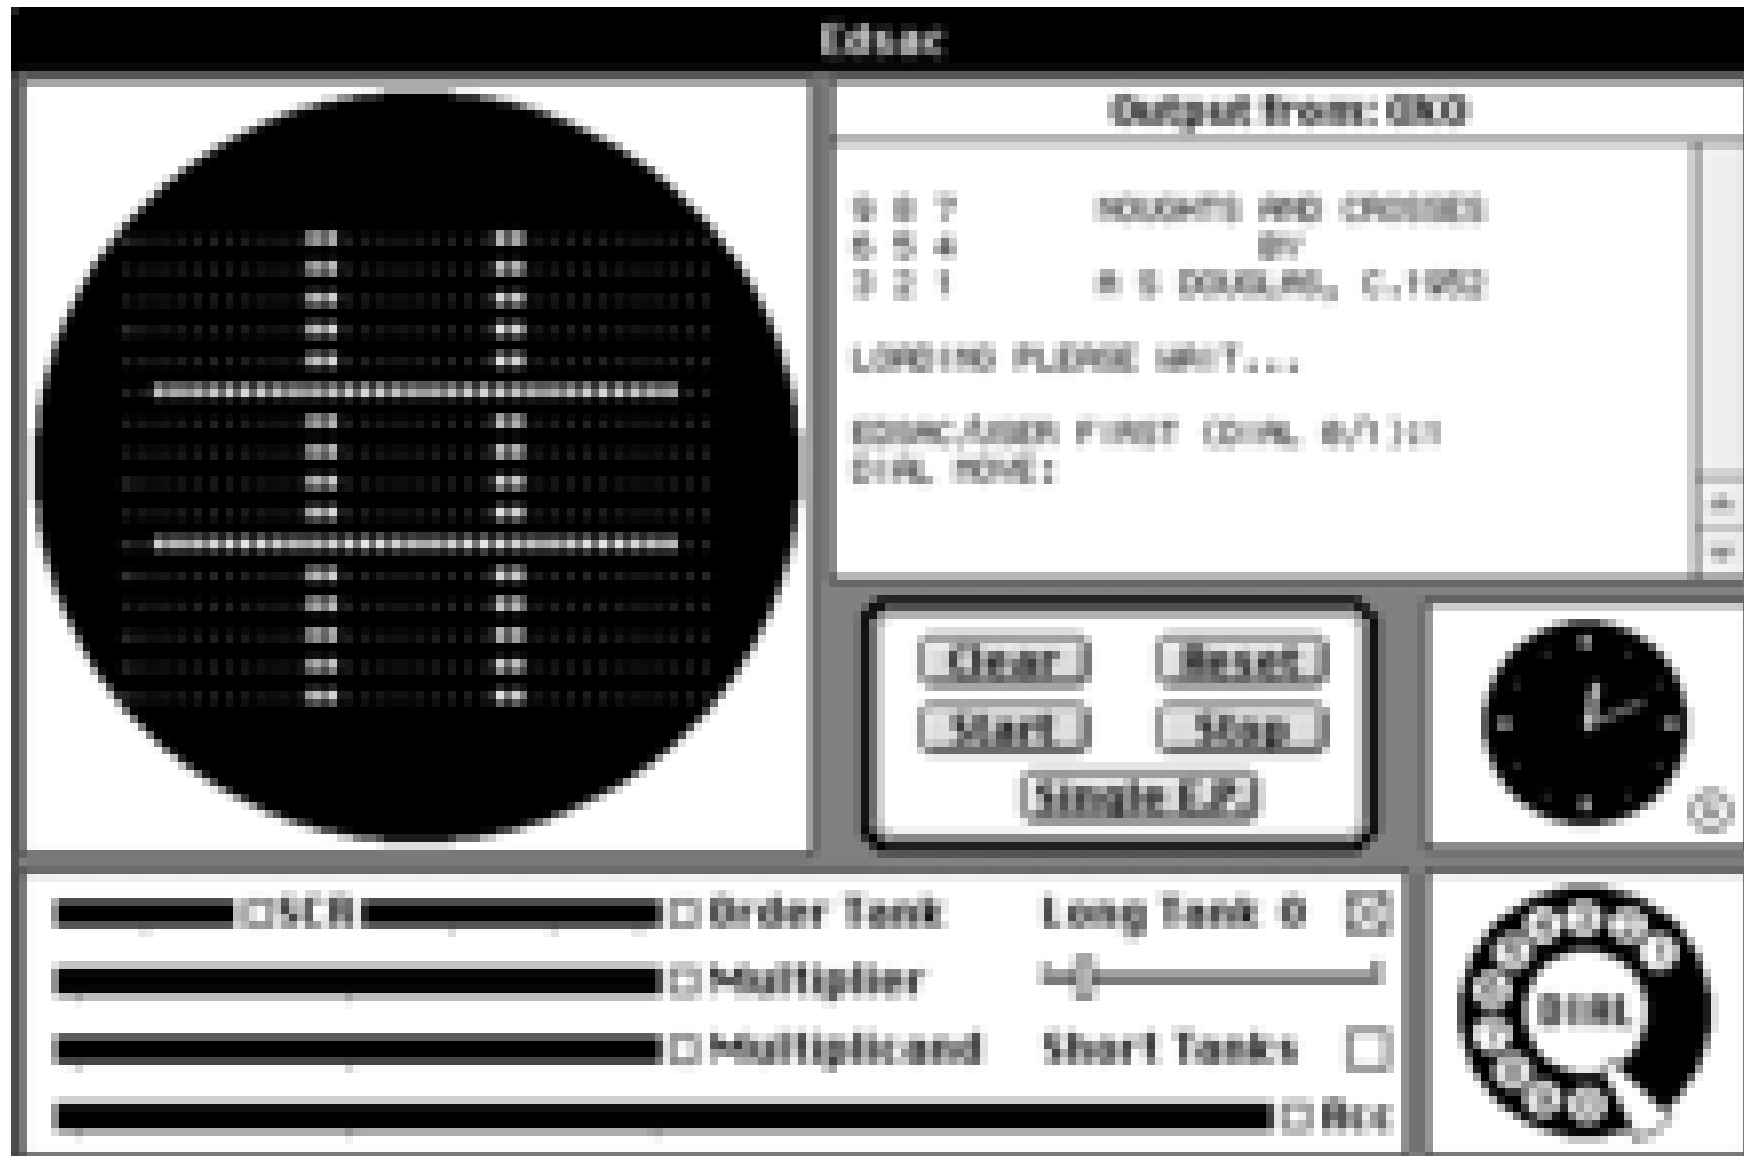 Edsac
Output from: OXO
9 8 7 NOUGHTS AND CROSSES
6 5 4 BY
3 2 1 A S DOUGLAS, C.1952
LOADING PLEASE WAIT...
EDSAC/USER FIRST (DIAL 0/1):1
DIAL MOVE:
Clear Reset
Start Stop
Single E.P.
SCR Order Tank Long Tank 0
Multiplier
Multiplicand Short Tanks
Acc
DIAL